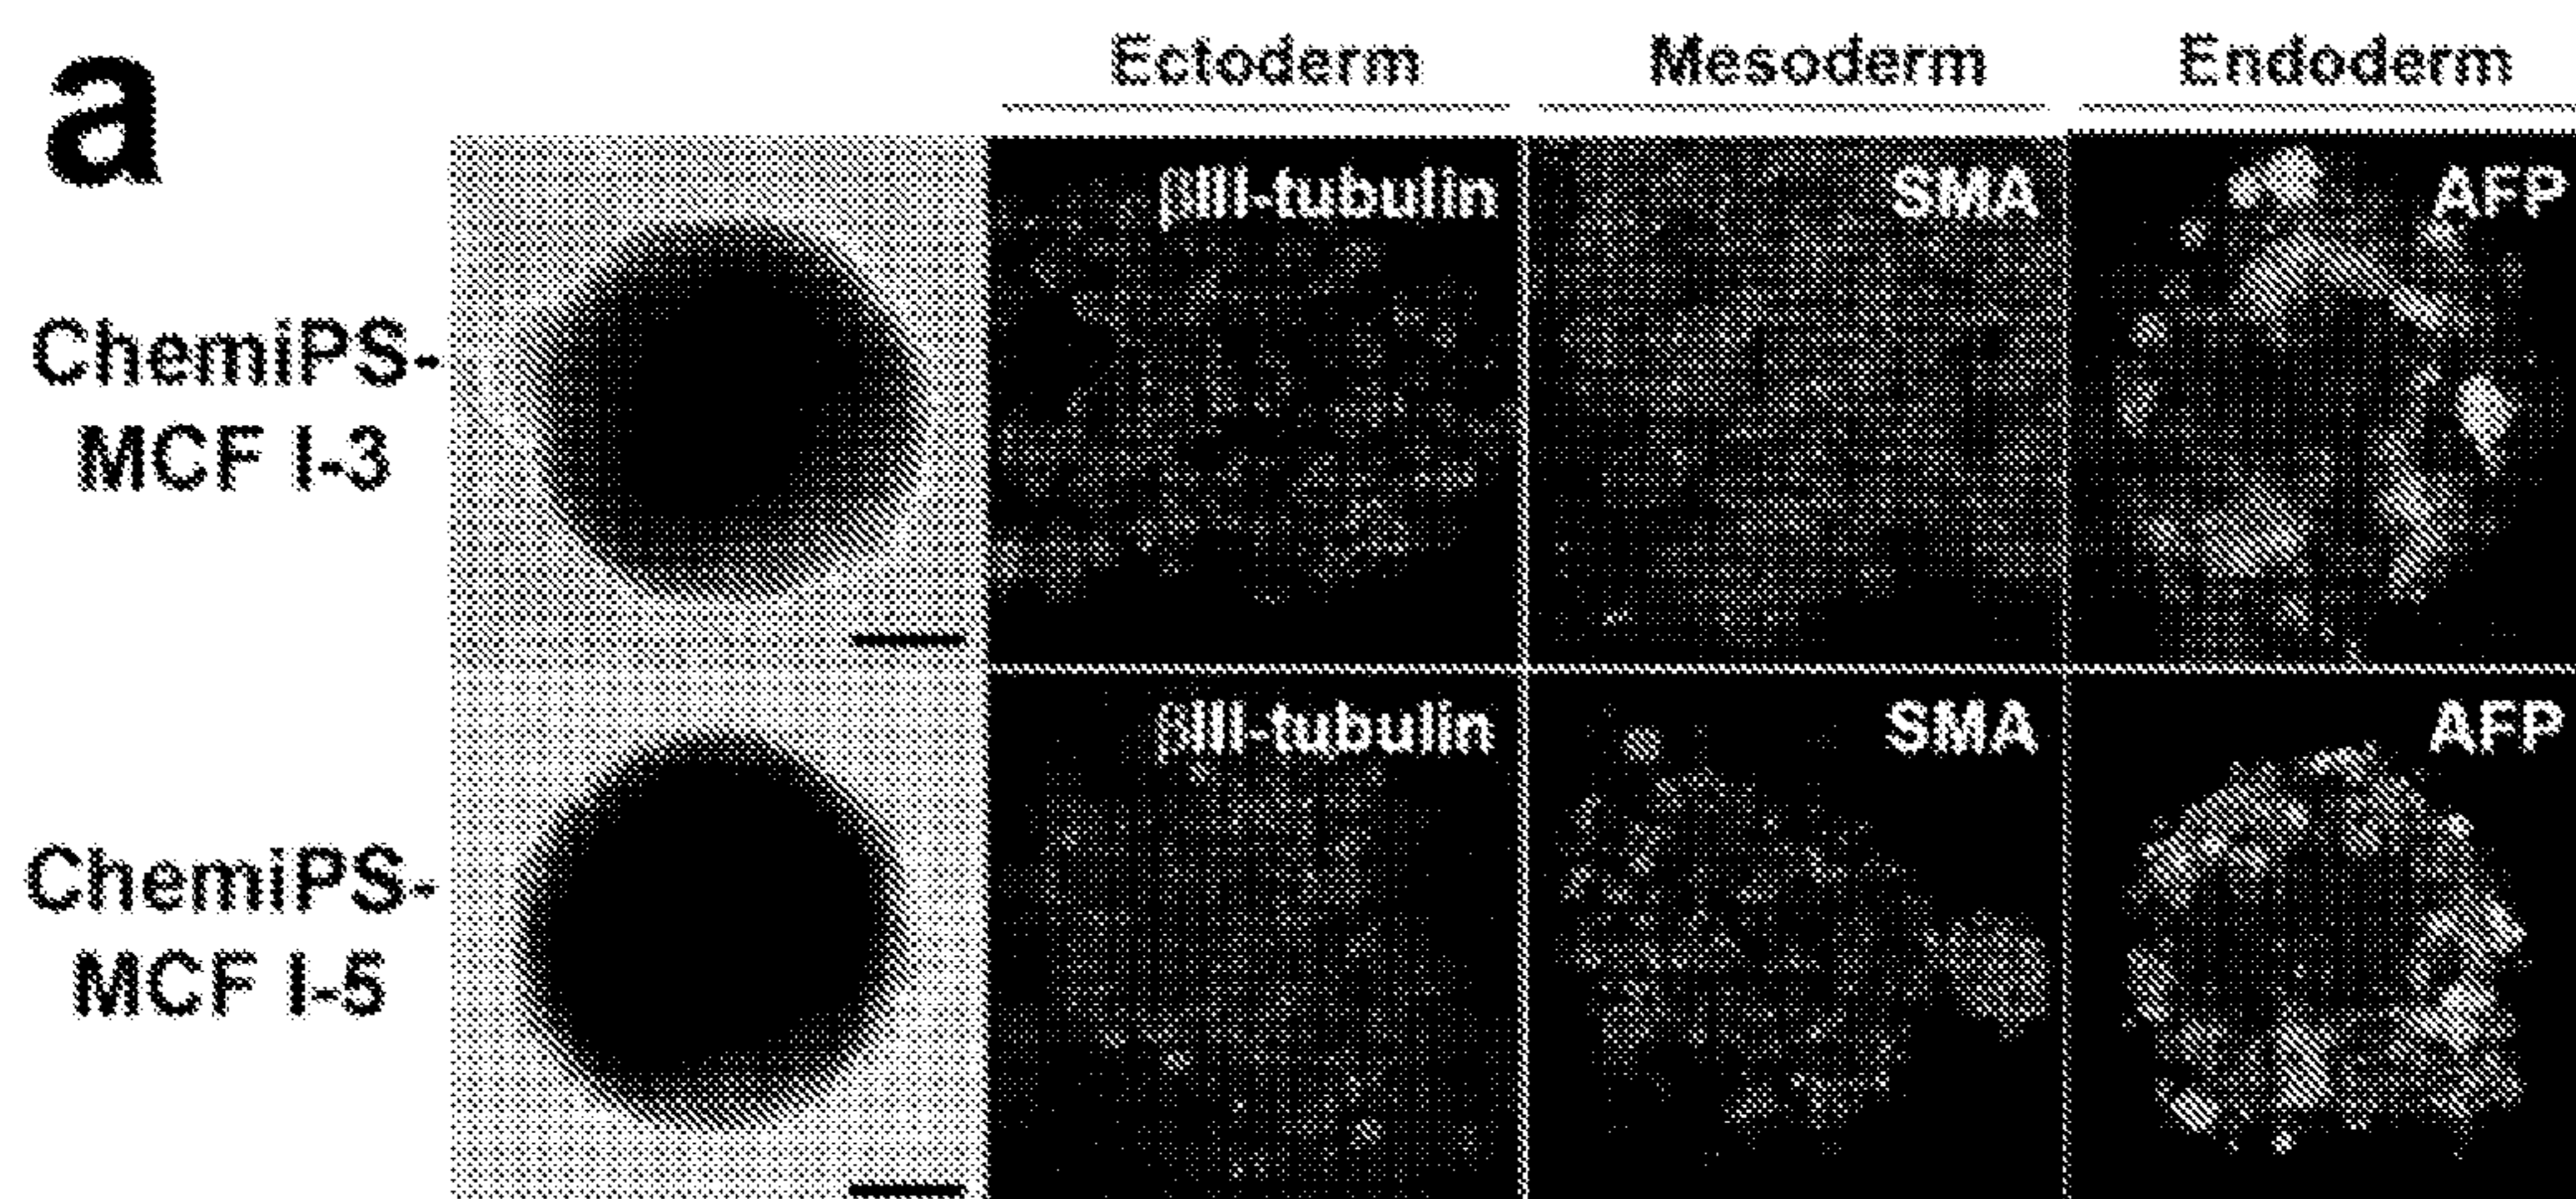 a
Ectoderm Mesoderm Endoderm
ChemiPS-
MCF I-3
βIII-tubulin SMA AFP
ChemiPS-
MCF I-5
βIII-tubulin SMA AFP